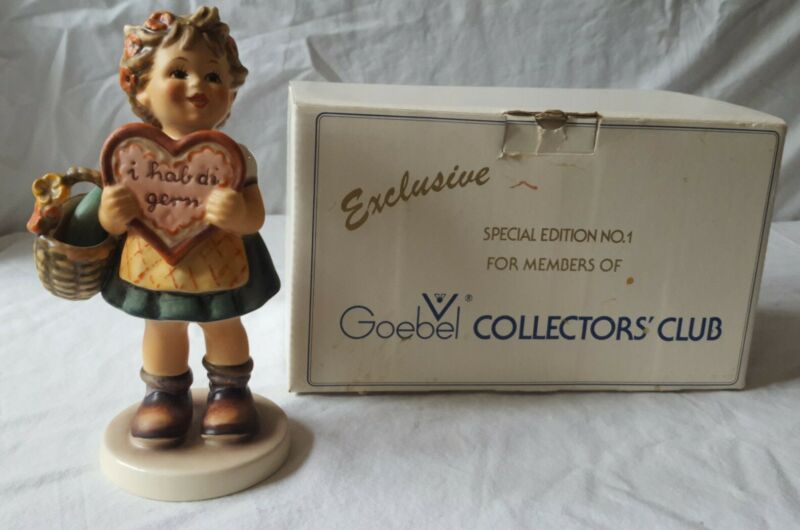 i hab di
gern
Exclusive
SPECIAL EDITION NO.1
FOR MEMBERS OF
Goebel ® COLLECTORS' CLUB